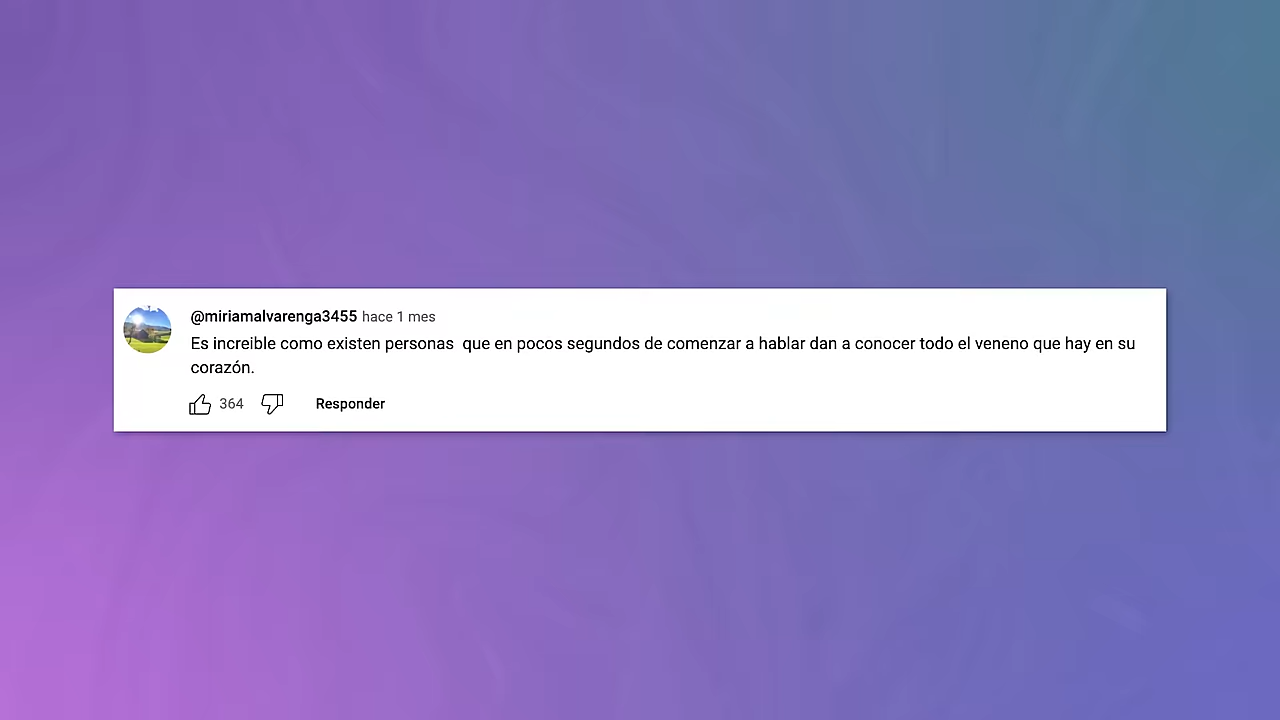 @miriamalvarenga3455 hace 1 mes
Es increible como existen personas  que en pocos segundos de comenzar a hablar dan a conocer todo el veneno que hay en su
corazón.
364 Responder